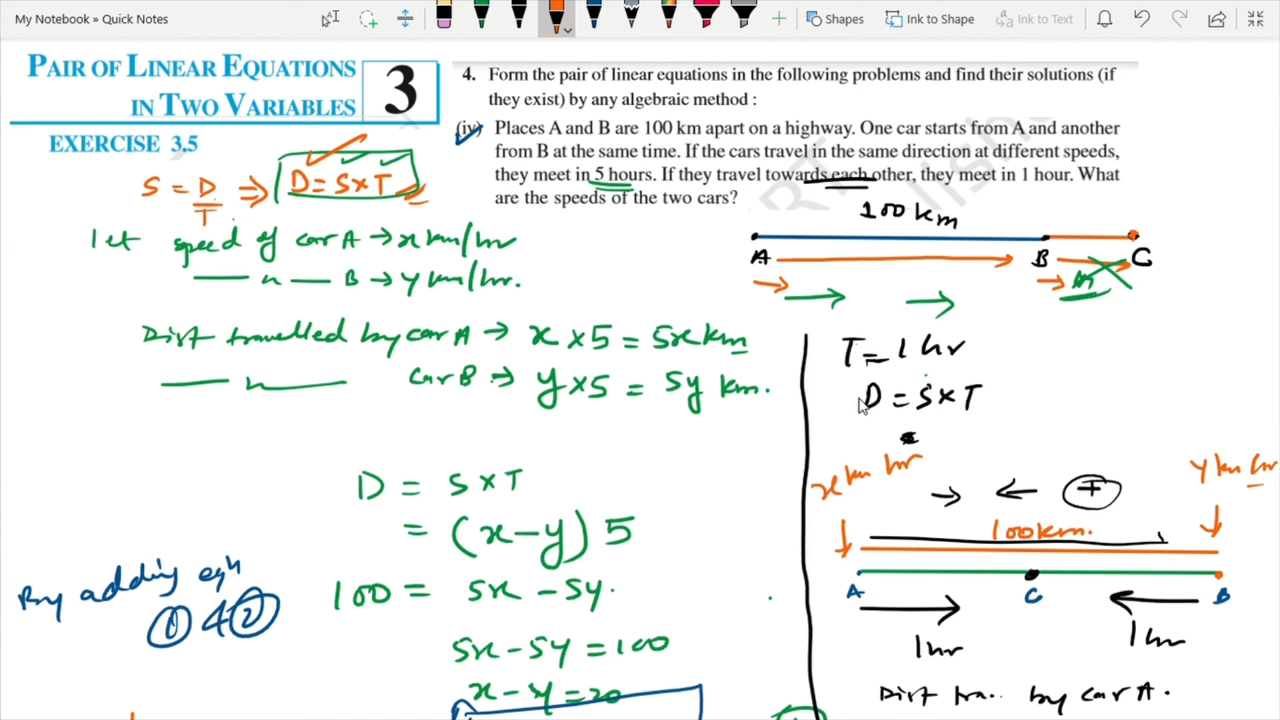 My Notebook » Quick Notes
Shapes
Ink to Shape
Ink to Text
PAIR OF LINEAR EQUATIONS
IN TWO VARIABLES
3
EXERCISE 3.5
4. Form the pair of linear equations in the following problems and find their solutions (if
they exist) by any algebraic method :
(iv) Places A and B are 100 km apart on a highway. One car starts from A and another
from B at the same time. If the cars travel in the same direction at different speeds,
they meet in 5 hours. If they travel towards each other, they meet in 1 hour. What
are the speeds of the two cars?
S = D/T ⇒ D = S×T
let speed of car A → x km/hr
— n — B → y km/hr.
Dist travelled by car A → x × 5 = 5x km
— n — car B → y × 5 = 5y km.
D = S × T
= (x-y) 5
100 = 5x - 5y.
5x - 5y = 100
x - y = 20
By adding eqn
① & ②
100 km
A B C
T = 1 hr
D = S × T
x km hr
y km hr
→ ← +
100 km.
A C B
1 hr 1 hr
Dist tra.. by car A.